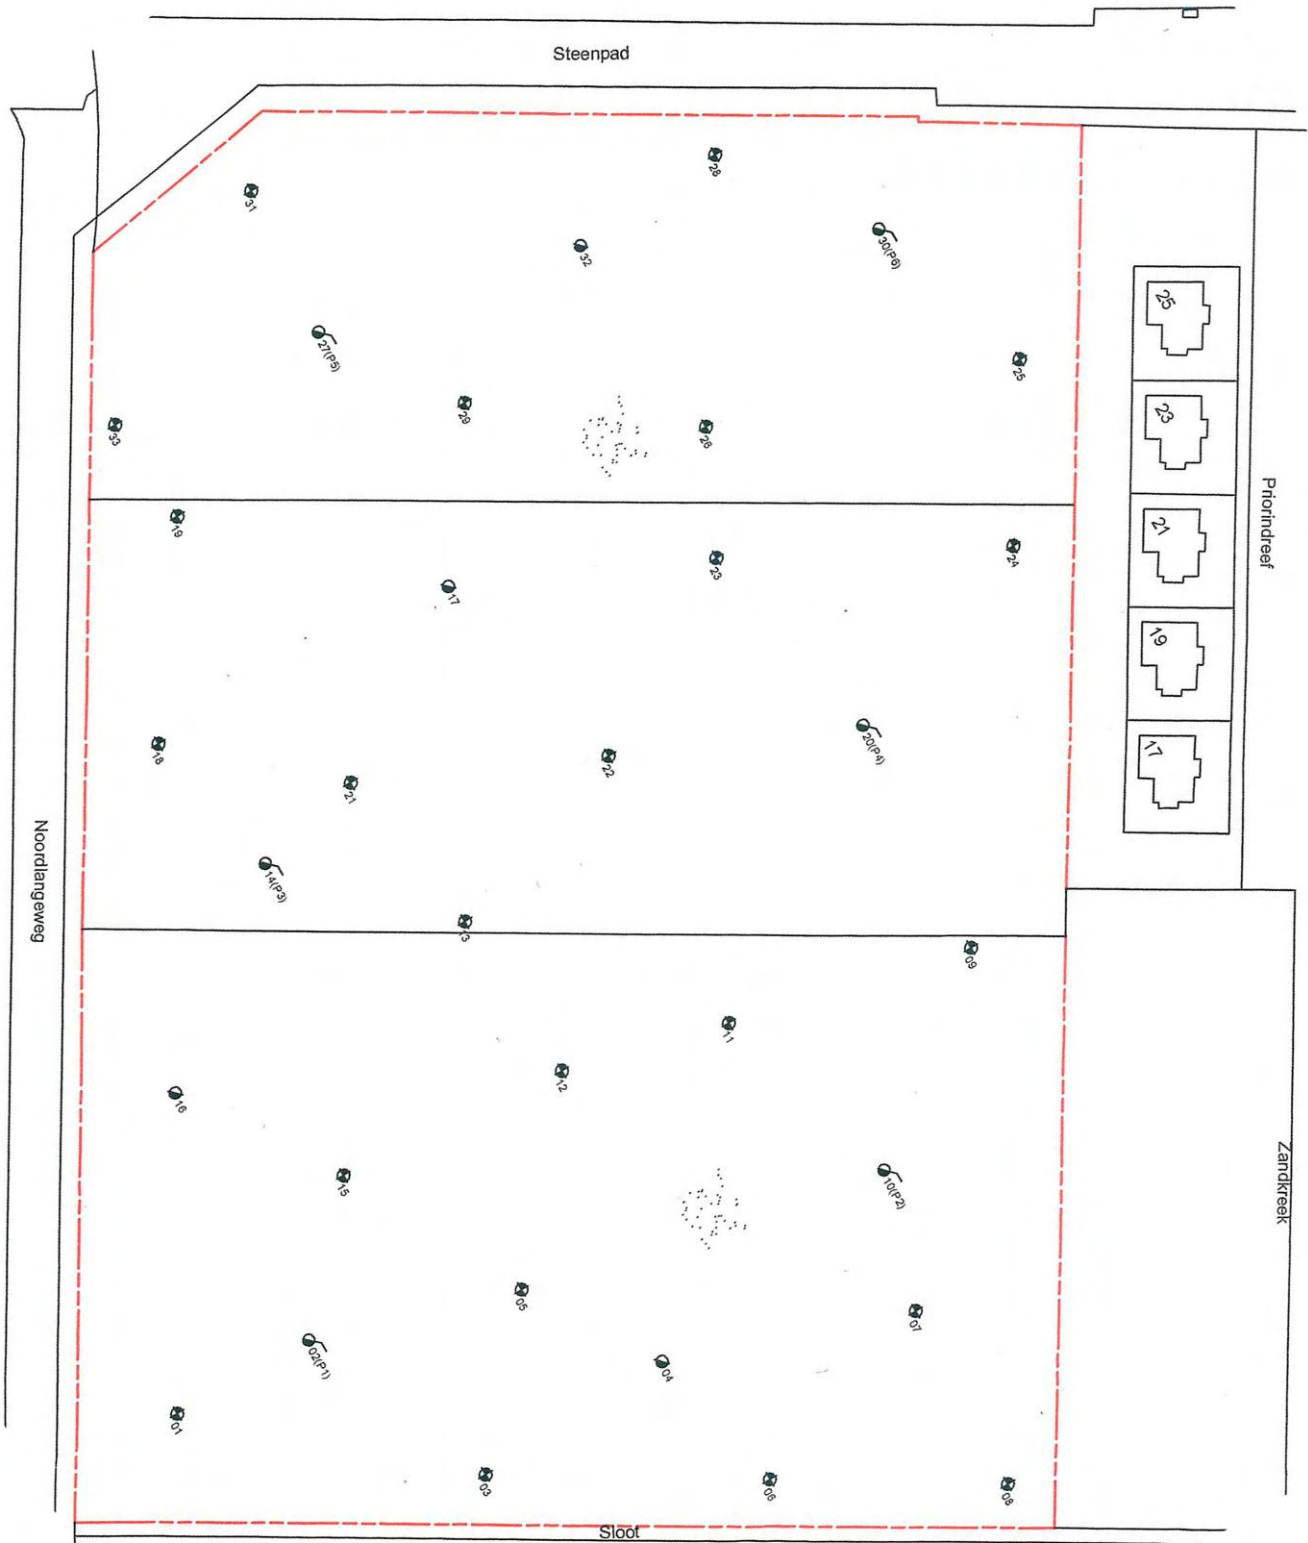 Steenpad
28
31
30(P6)
32
25
27(P5)
25
29
23
33
26
Priorindreef
19
21
24
23
17
19
20(P4)
17
18
22
21
Noordlangeweg
14(P3)
13
09
11
12
16
Zandkreek
10(P2)
15
05
07
02(P1)
04
01
03
06
08
Sloot